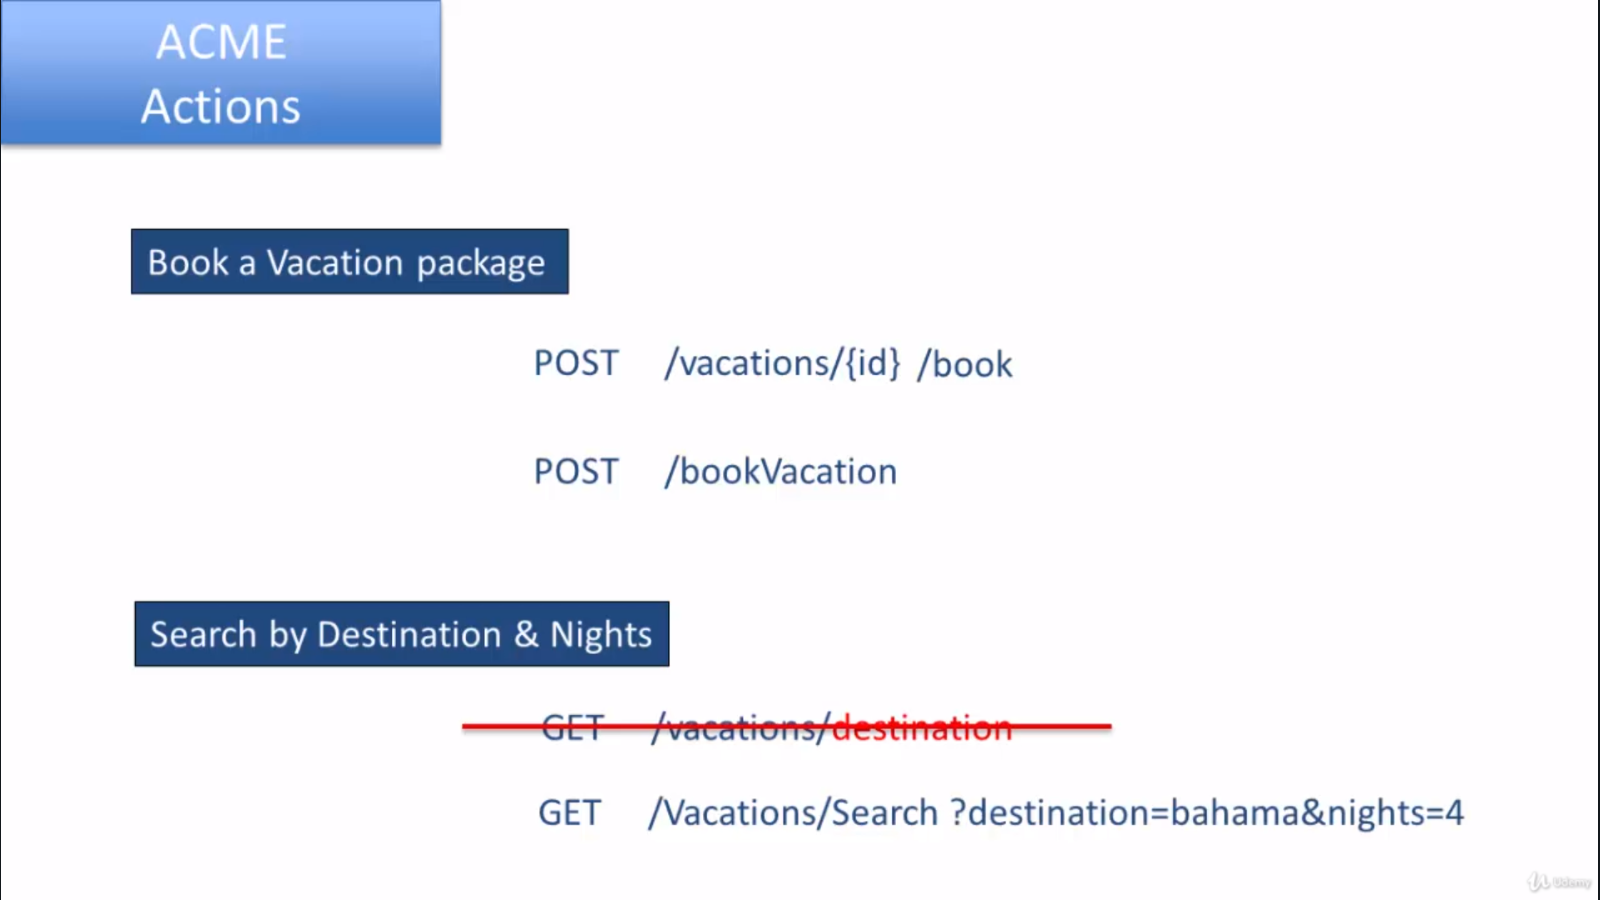 ACME
Actions
Book a Vacation package
POST /vacations/{id} /book
POST /bookVacation
Search by Destination & Nights
GET /vacations/destination
GET /Vacations/Search ?destination=bahama&nights=4
Udemy